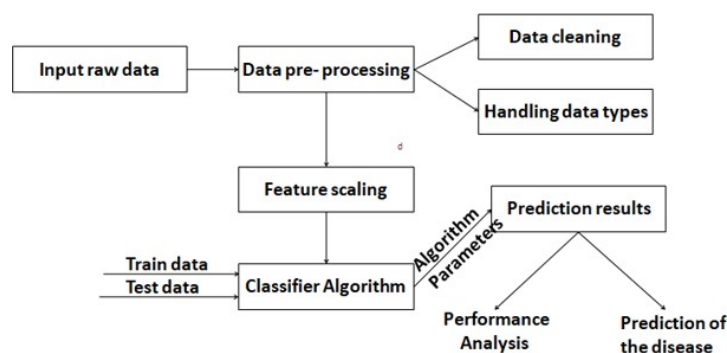 Data cleaning
Input raw data
Data pre- processing
Handling data types
d
Feature scaling
Prediction results
Algorithm
Parameters
Train data
Test data
Classifier Algorithm
Performance
Analysis
Prediction of
the disease